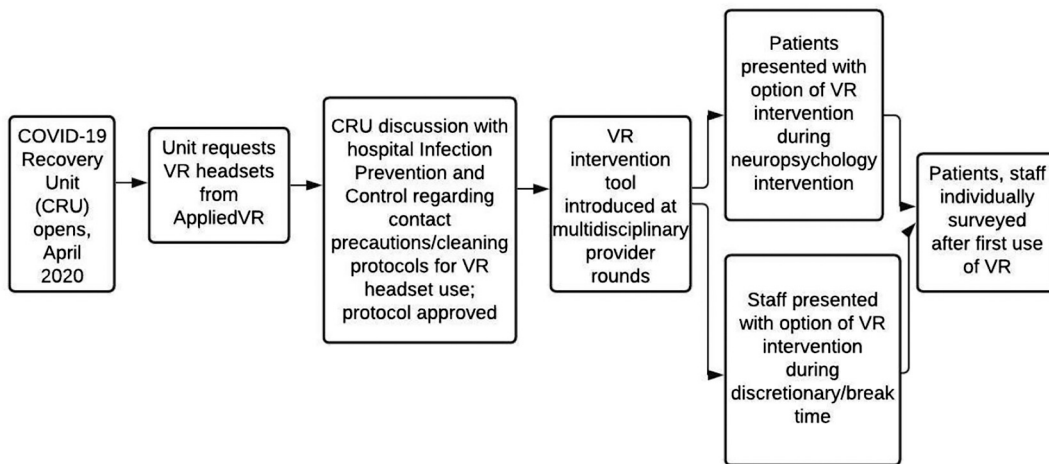 COVID-19
Recovery
Unit
(CRU)
opens,
April
2020
Unit requests
VR headsets
from
AppliedVR
CRU discussion with
hospital Infection
Prevention and
Control regarding
contact
precautions/cleaning
protocols for VR
headset use;
protocol approved
VR
intervention
tool
introduced at
multidisciplinary
provider
rounds
Patients
presented with
option of VR
intervention
during
neuropsychology
intervention
Staff presented
with option of VR
intervention
during
discretionary/break
time
Patients, staff
individually
surveyed
after first use
of VR